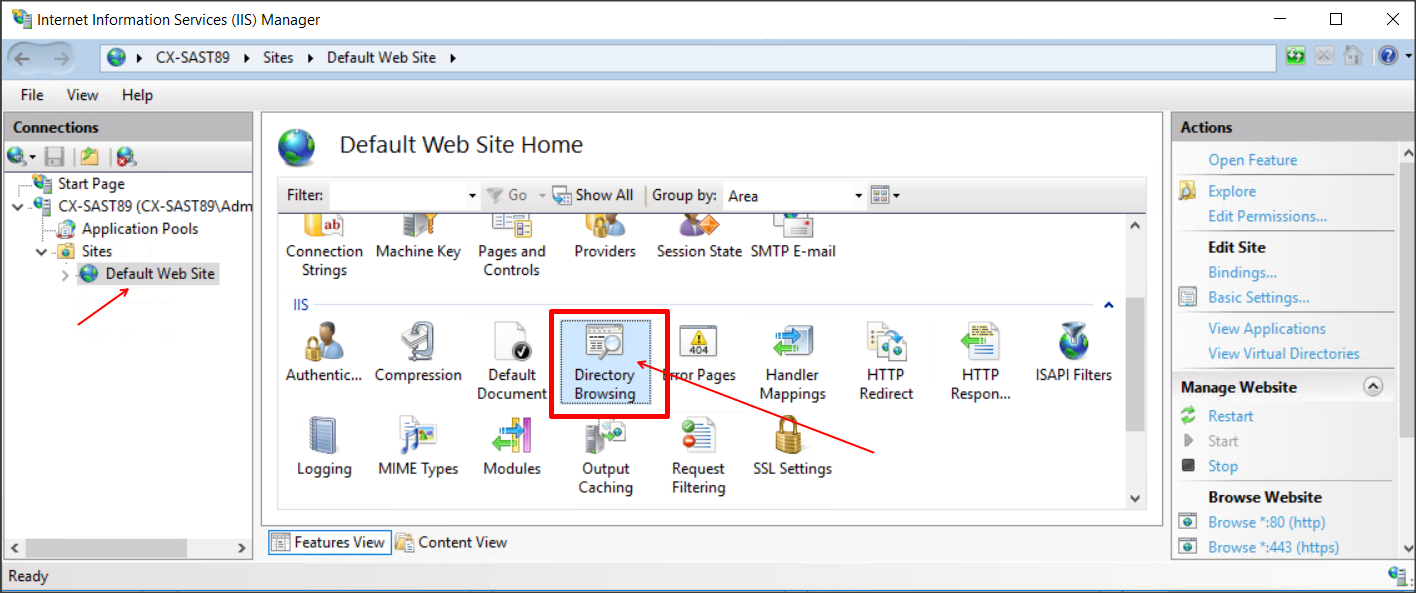 Internet Information Services (IIS) Manager
CX-SAST89 Sites Default Web Site
File View Help
Connections
Start Page
CX-SAST89 (CX-SAST89\Adm
Application Pools
Sites
Default Web Site
Default Web Site Home
Filter: Go Show All Group by: Area
ab
Connection Strings
Machine Key
Pages and Controls
Providers
Session State
SMTP E-mail
IIS
Authentic...
Compression
Default Document
Directory Browsing
404
Error Pages
Handler Mappings
HTTP Redirect
HTTP Respon...
ISAPI Filters
Logging
MIME Types
Modules
Output Caching
Request Filtering
SSL Settings
Features View Content View
Actions
Open Feature
Explore
Edit Permissions...
Edit Site
Bindings...
Basic Settings...
View Applications
View Virtual Directories
Manage Website
Restart
Start
Stop
Browse Website
Browse *:80 (http)
Browse *:443 (https)
Ready